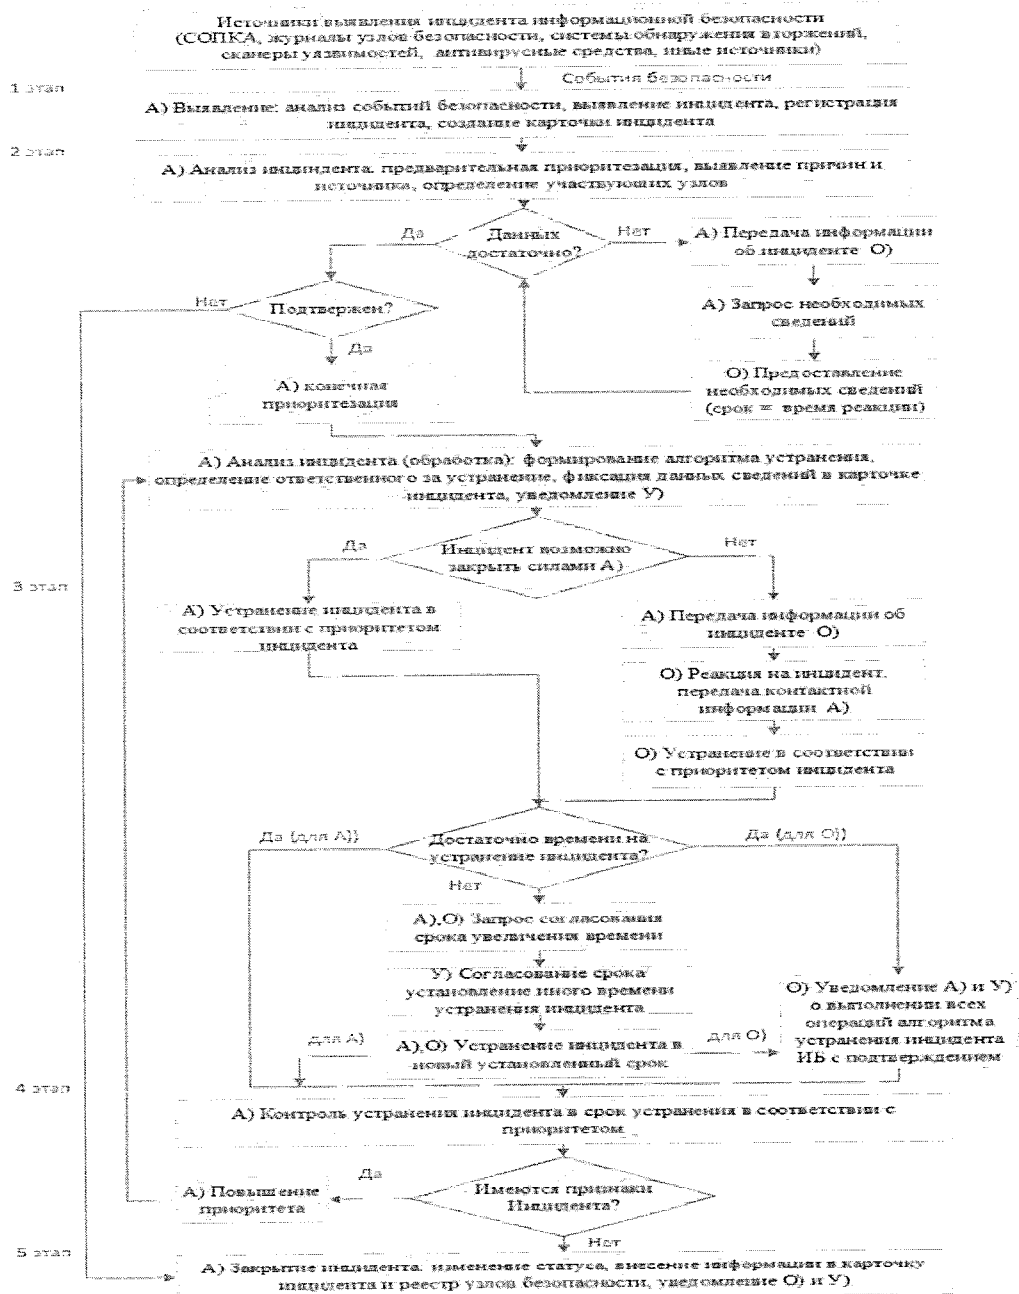 Источники выявления инцидента информационной безопасности
(СОПКА, журналы узлов безопасности, системы обнаружения вторжений,
сканеры уязвимостей, антивирусные средства, иные источники)
События безопасности
1 этап
А) Выявление: анализ событий безопасности, выявление инцидента, регистрация
инцидента, создание карточки инцидента
2 этап
А) Анализ инцидента. предварительная приоритезация, выявление причин и
источника, определение участвующих узлов
Да
Данных
достаточно?
Нет
А) Передача информации
об инциденте О)
Нет
Подтвержен?
Да
А) Запрос необходимых
сведений
А) конечная
приоритезация
О) Предоставление
необходимых сведений
(срок = время реакции)
А) Анализ инцидента (обработка): формирование алгоритма устранения,
определение ответственного за устранение, фиксация данных сведений в карточке
инцидента, уведомление У)
Да
Инцидент возможно
закрыть силами А)
Нет
3 этап
А) Устранение инцидента в
соответствии с приоритетом
инцидента
А) Передача информации об
инциденте О)
О) Реакция на инцидент.
передача контактной
информации А)
О) Устранение в соответствии
с приоритетом инцидента
Да (для А))
Достаточно времени на
устранение инцидента?
Да (для О))
Нет
А),О) Запрос согласования
срока увеличения времени
У) Согласование срока
установление иного времени
устранения инцидента
О) Уведомление А) и У)
о выполнении всех
операций алгоритма
устранения инцидента
ИБ с подтверждением
для А)
А),О) Устранение инцидента в
новый установленный срок
для О)
4 этап
А) Контроль устранения инцидента в срок устранения в соответствии с
приоритетом
Да
Имеются признаки
Инцидента?
А) Повышение
приоритета
Нет
5 этап
А) Закрытие инцидента: изменение статуса, внесение информации в карточку
инцидента и реестр узлов безопасности, уведомление О) и У)